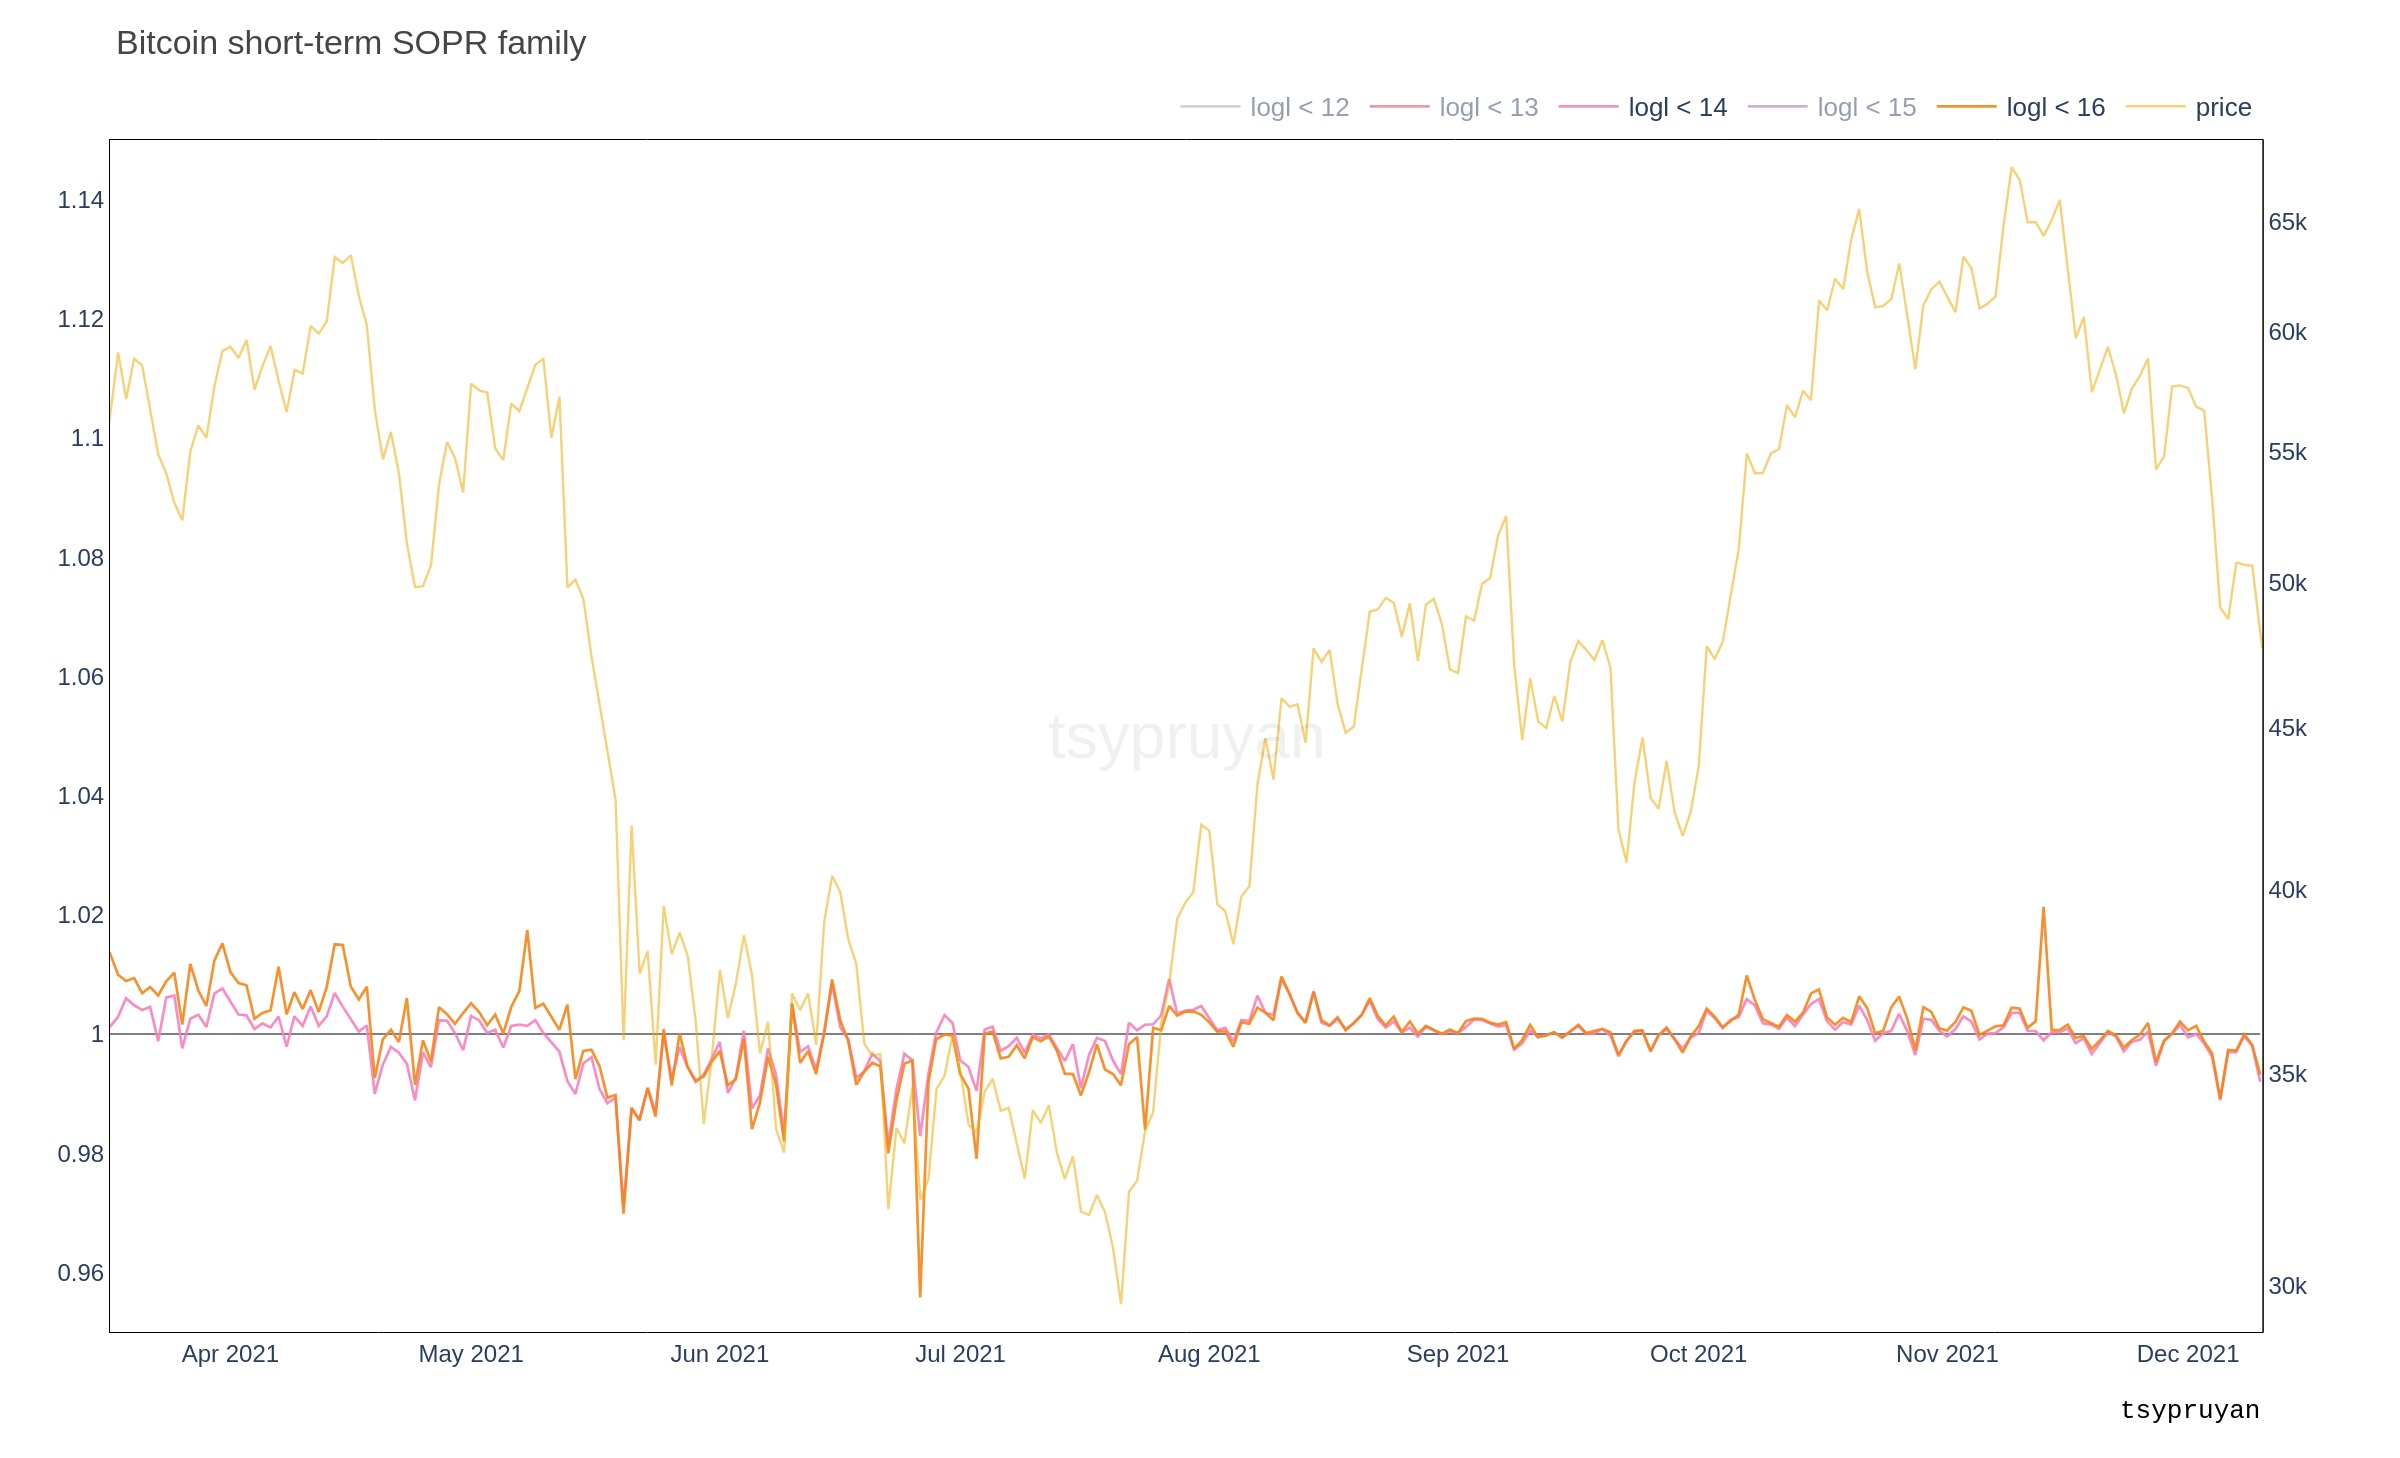 Bitcoin short-term SOPR family
logl < 12 logl < 13 logl < 14 logl < 15 logl < 16 price
1.14
1.12
1.1
1.08
1.06
1.04
1.02
1
0.98
0.96
65k
60k
55k
50k
45k
40k
35k
30k
tsypruyan
Apr 2021 May 2021 Jun 2021 Jul 2021 Aug 2021 Sep 2021 Oct 2021 Nov 2021 Dec 2021
tsypruyan